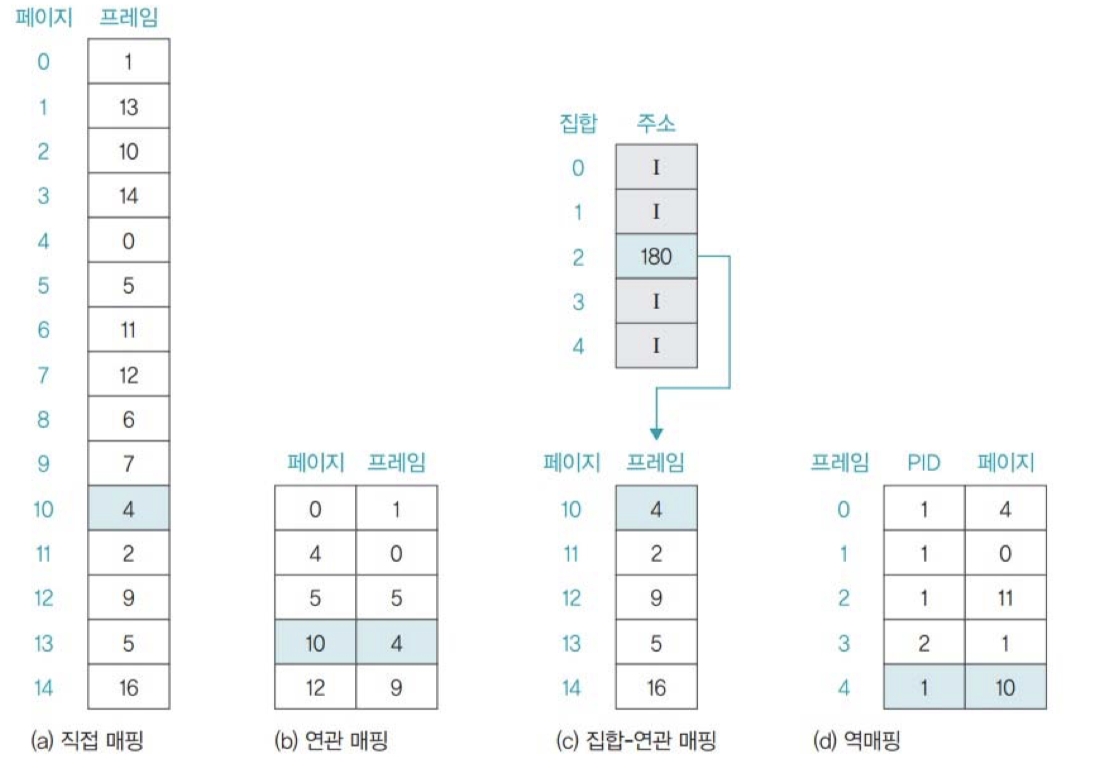 페이지 프레임
0 1
1 13
2 10
3 14
4 0
5 5
6 11
7 12
8 6
9 7
10 4
11 2
12 9
13 5
14 16
(a) 직접 매핑
페이지 프레임
0 1
4 0
5 5
10 4
12 9
(b) 연관 매핑
집합 주소
0 I
1 I
2 180
3 I
4 I
페이지 프레임
10 4
11 2
12 9
13 5
14 16
(c) 집합-연관 매핑
프레임 PID 페이지
0 1 4
1 1 0
2 1 11
3 2 1
4 1 10
(d) 역매핑